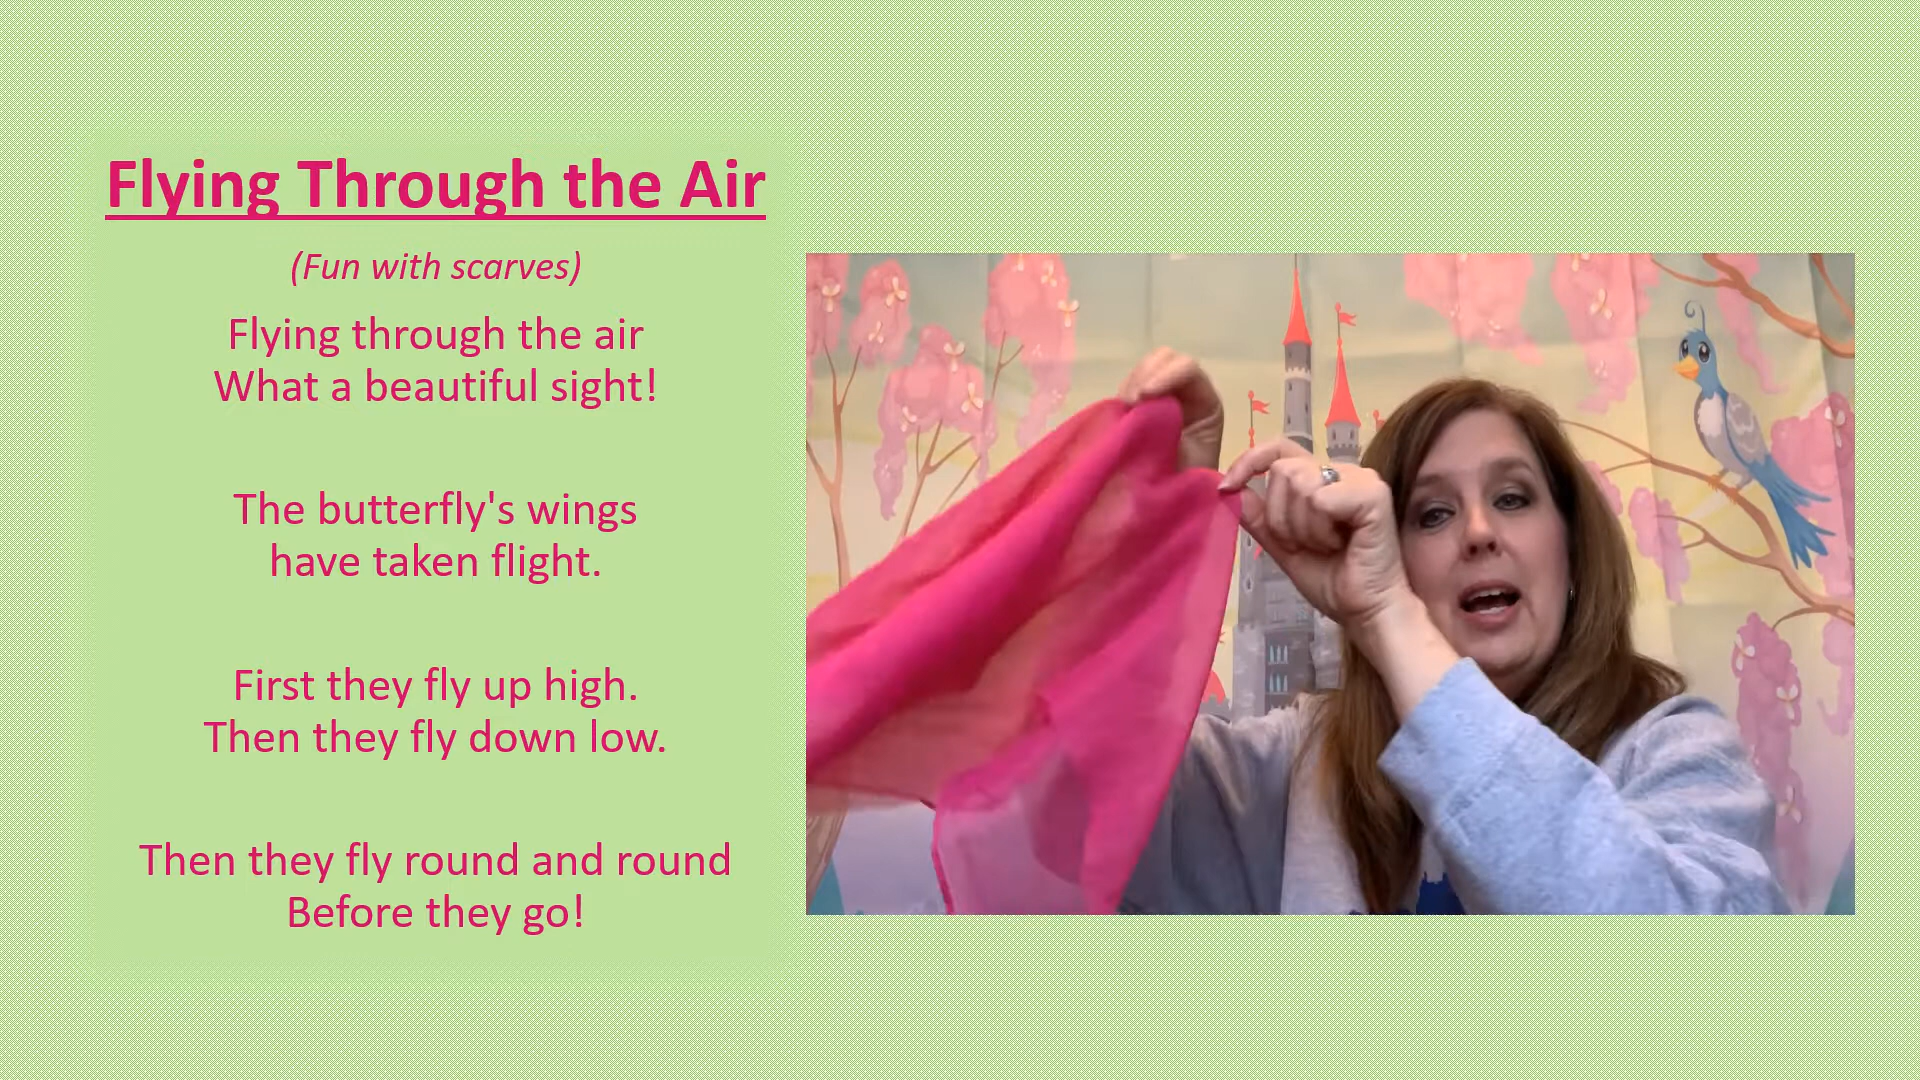 Flying Through the Air
(Fun with scarves)
Flying through the air
What a beautiful sight!
The butterfly's wings
have taken flight.
First they fly up high.
Then they fly down low.
Then they fly round and round
Before they go!